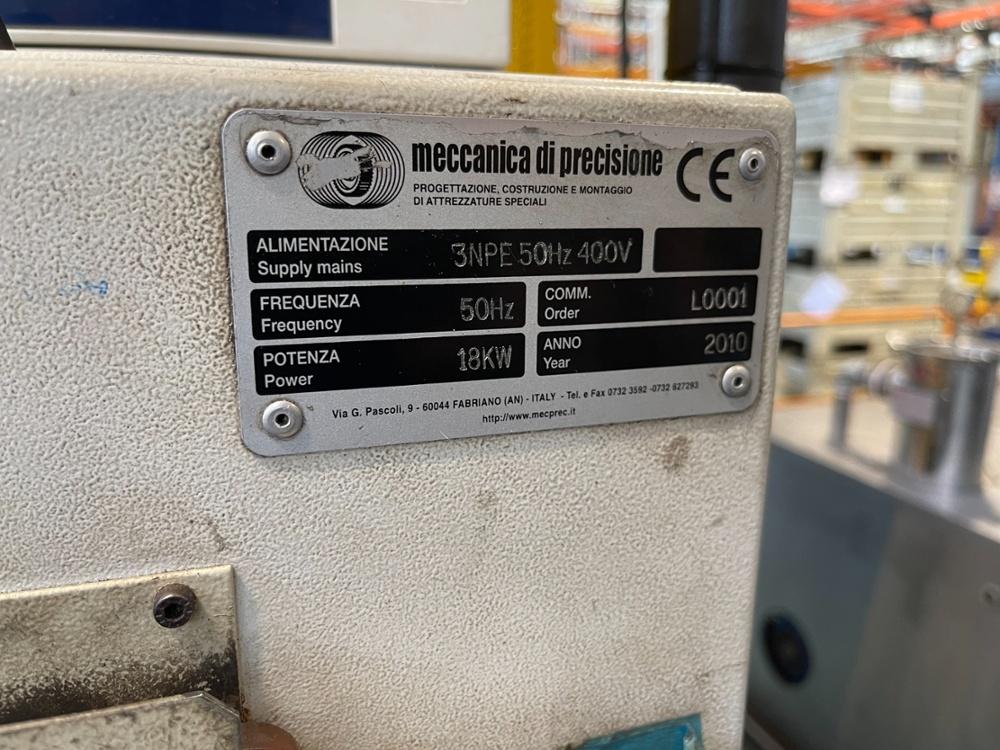 meccanica di precisione CE
PROGETTAZIONE, COSTRUZIONE E MONTAGGIO
DI ATTREZZATURE SPECIALI
ALIMENTAZIONE
Supply mains
3NPE 50Hz 400V
FREQUENZA
Frequency
50Hz
COMM.
Order
L0001
POTENZA
Power
18KW
ANNO
Year
2010
Via G. Pascoli, 9 - 60044 FABRIANO (AN) - ITALY - Tel. e Fax 0732 3592 -0732 627293
http://www.mecprec.it